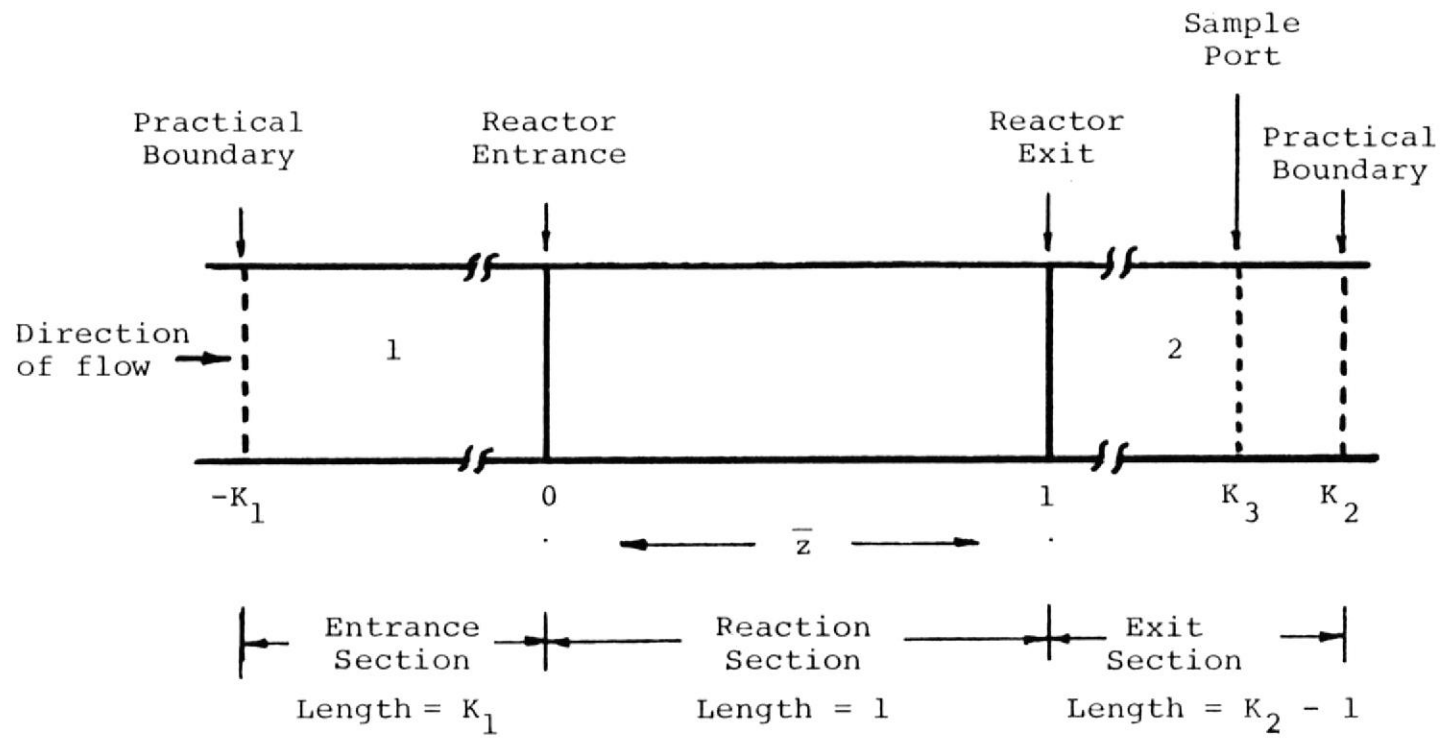 Sample
Port
Practical
Boundary
Reactor
Entrance
Reactor
Exit
Practical
Boundary
Direction
of flow
1
2
-K₁
0
1
K₃
K₂
z̄
Entrance
Section
Reaction
Section
Exit
Section
Length = K₁
Length = 1
Length = K₂ - 1